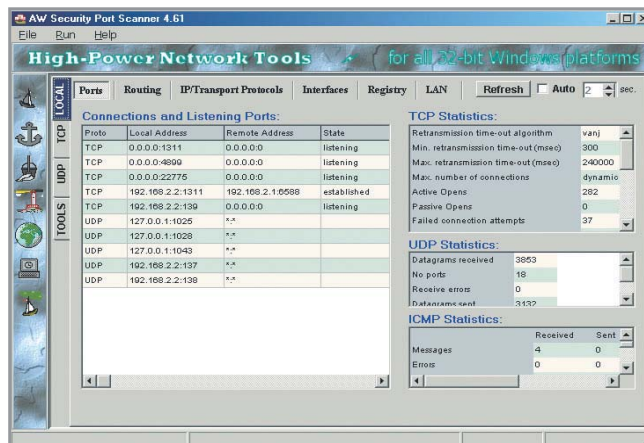 AW Security Port Scanner 4.61
File Run Help
High-Power Network Tools for all 32-bit Windows platforms
LOCAL
TCP
UDP
TOOLS
Ports Routing IP/Transport Protocols Interfaces Registry LAN Refresh Auto 2 sec.
Connections and Listening Ports:
Proto Local Address Remote Address State
TCP 0.0.0.0:1311 0.0.0.0:0 listening
TCP 0.0.0.0:4899 0.0.0.0:0 listening
TCP 0.0.0.0:22775 0.0.0.0:0 listening
TCP 192.168.2.2:1311 192.168.2.1:6588 established
TCP 192.168.2.2:139 0.0.0.0:0 listening
UDP 127.0.0.1:1025 *:*
UDP 127.0.0.1:1028 *:*
UDP 127.0.0.1:1043 *:*
UDP 192.168.2.2:137 *:*
UDP 192.168.2.2:138 *:*
TCP Statistics:
Retransmission time-out algorithm vanj
Min. retransmission time-out (msec) 300
Max. retransmission time-out (msec) 240000
Max. number of connections dynamic
Active Opens 282
Passive Opens 0
Failed connection attempts 37
UDP Statistics:
Datagrams received 3853
No ports 18
Receive errors 0
Datagrams sent 3132
ICMP Statistics:
Received Sent
Messages 4 0
Errors 0 0